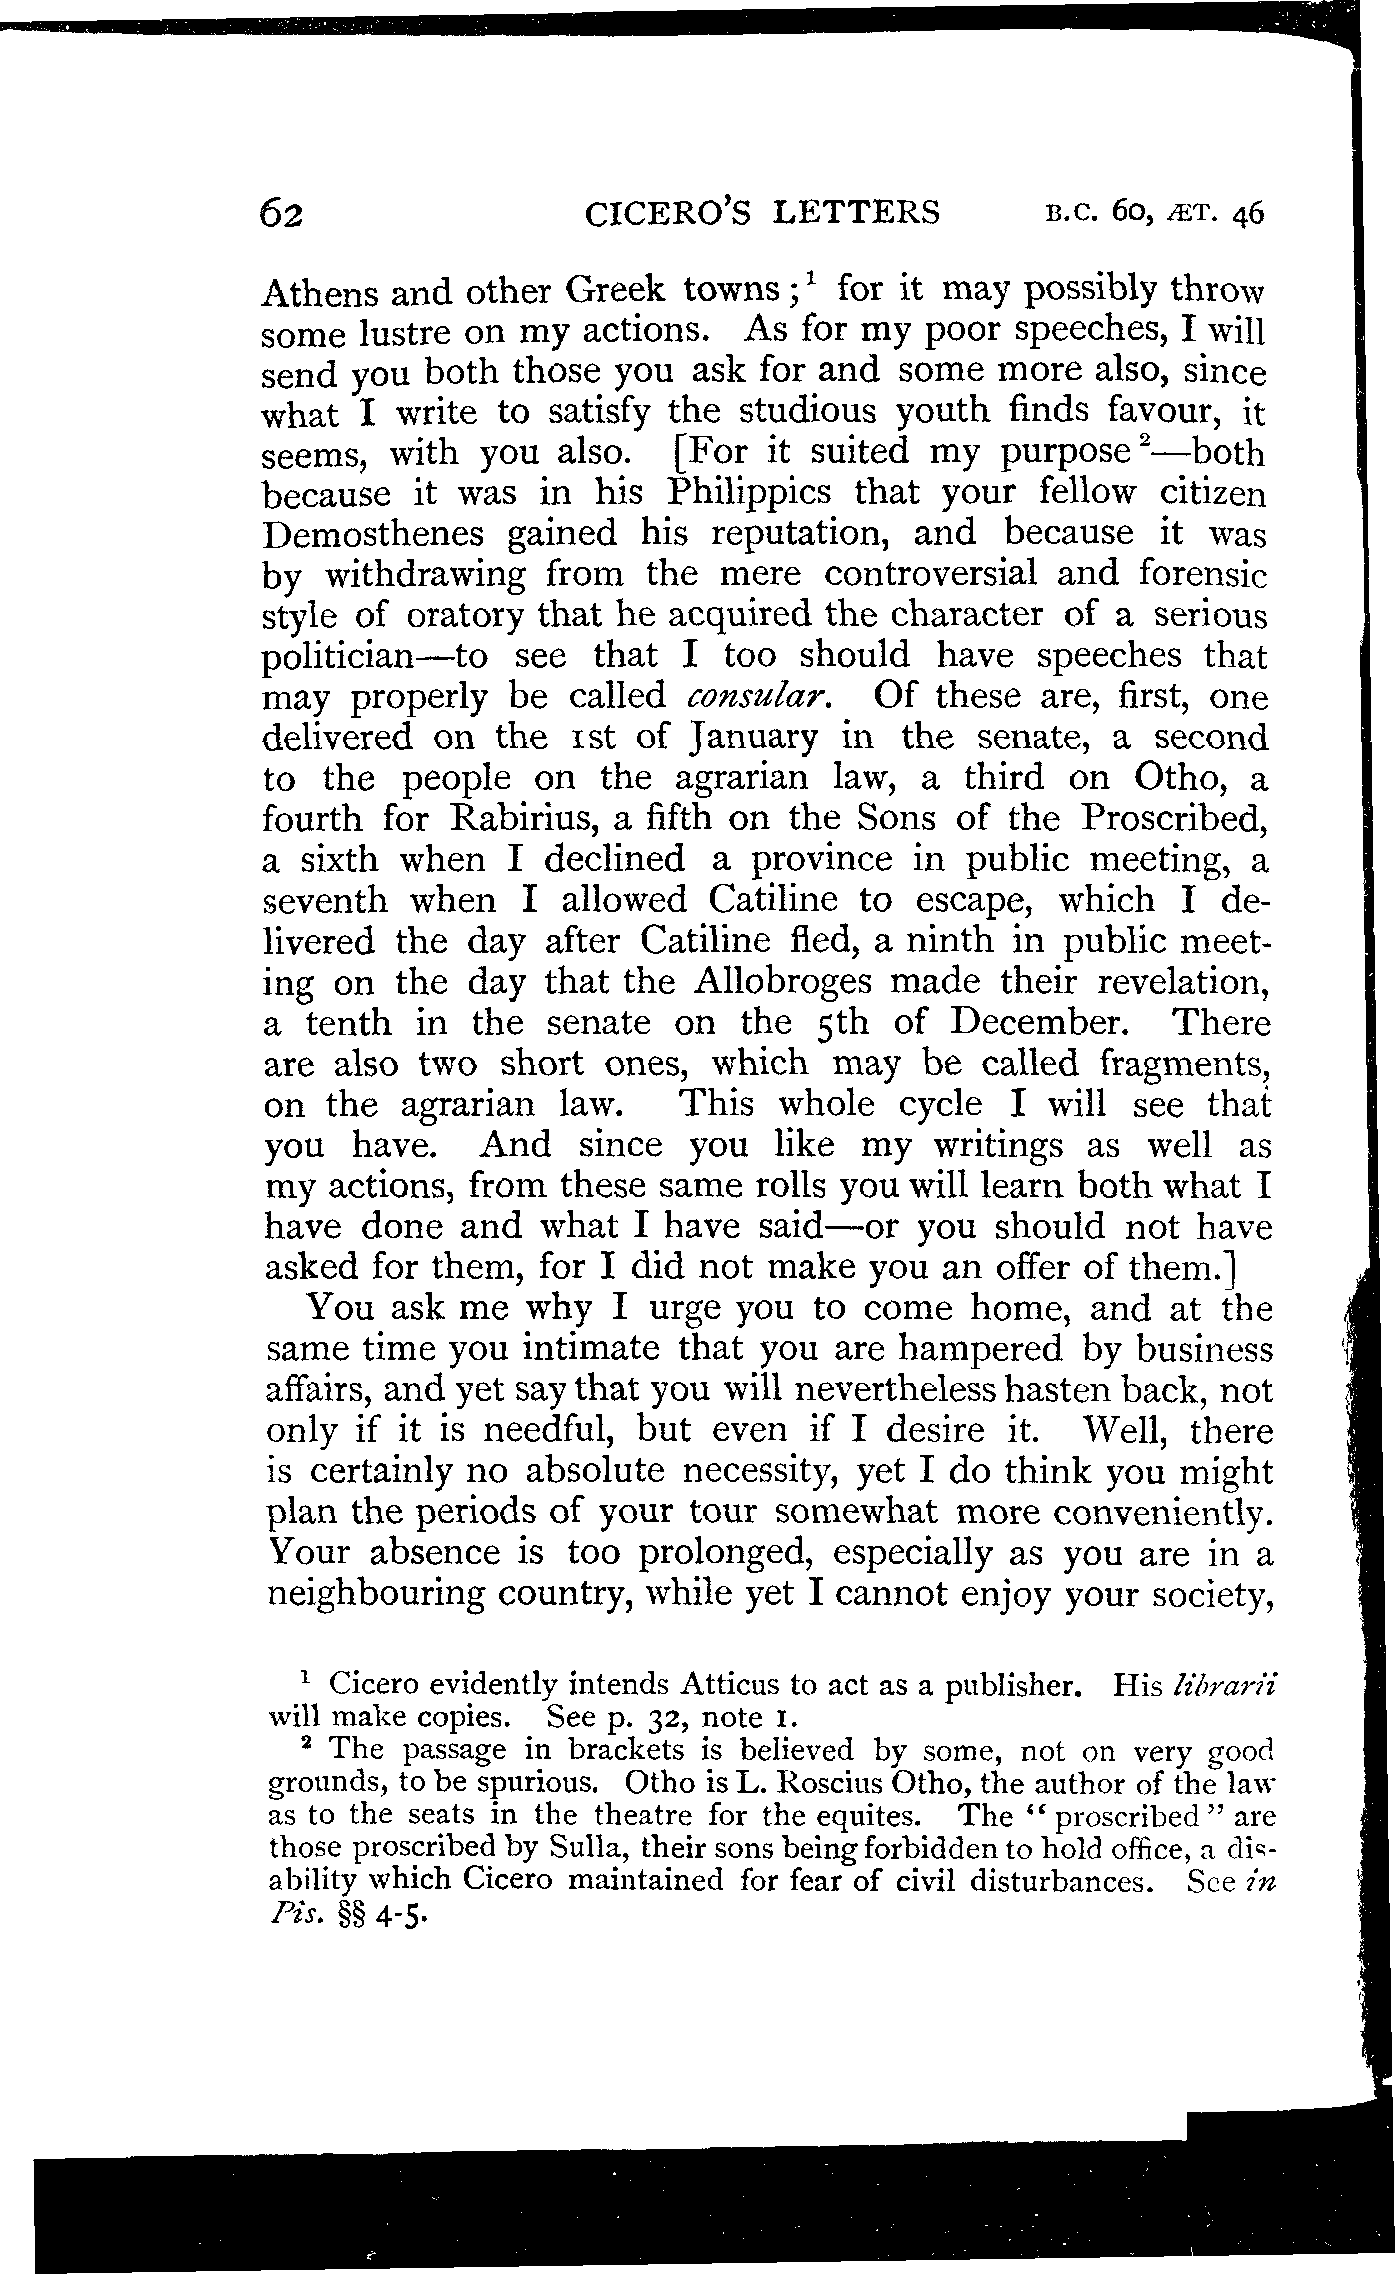 62 CICERO'S LETTERS B.C. 60, ÆT. 46
Athens and other Greek towns;¹ for it may possibly throw
some lustre on my actions. As for my poor speeches, I will
send you both those you ask for and some more also, since
what I write to satisfy the studious youth finds favour, it
seems, with you also. [For it suited my purpose²—both
because it was in his Philippics that your fellow citizen
Demosthenes gained his reputation, and because it was
by withdrawing from the mere controversial and forensic
style of oratory that he acquired the character of a serious
politician—to see that I too should have speeches that
may properly be called consular. Of these are, first, one
delivered on the 1st of January in the senate, a second
to the people on the agrarian law, a third on Otho, a
fourth for Rabirius, a fifth on the Sons of the Proscribed,
a sixth when I declined a province in public meeting, a
seventh when I allowed Catiline to escape, which I de-
livered the day after Catiline fled, a ninth in public meet-
ing on the day that the Allobroges made their revelation,
a tenth in the senate on the 5th of December. There
are also two short ones, which may be called fragments,
on the agrarian law. This whole cycle I will see that
you have. And since you like my writings as well as
my actions, from these same rolls you will learn both what I
have done and what I have said—or you should not have
asked for them, for I did not make you an offer of them.]
You ask me why I urge you to come home, and at the
same time you intimate that you are hampered by business
affairs, and yet say that you will nevertheless hasten back, not
only if it is needful, but even if I desire it. Well, there
is certainly no absolute necessity, yet I do think you might
plan the periods of your tour somewhat more conveniently.
Your absence is too prolonged, especially as you are in a
neighbouring country, while yet I cannot enjoy your society,
¹ Cicero evidently intends Atticus to act as a publisher. His librarii
will make copies. See p. 32, note 1.
² The passage in brackets is believed by some, not on very good
grounds, to be spurious. Otho is L. Roscius Otho, the author of the law
as to the seats in the theatre for the equites. The "proscribed" are
those proscribed by Sulla, their sons being forbidden to hold office, a dis-
ability which Cicero maintained for fear of civil disturbances. See in
Pis. §§ 4-5.